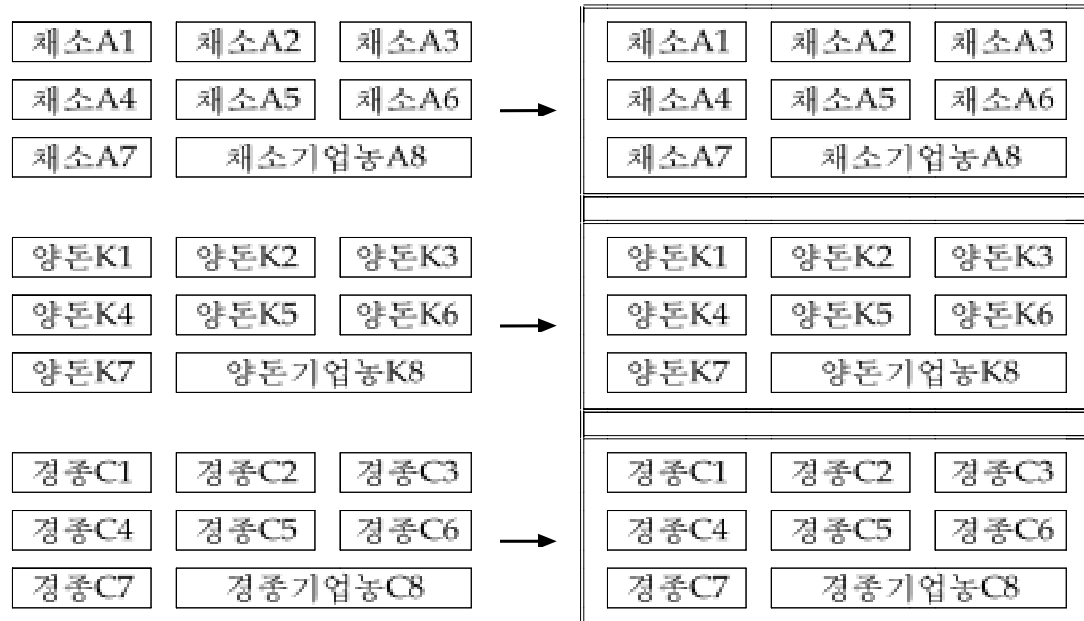 채소A1 채소A2 채소A3 채소A1 채소A2 채소A3
채소A4 채소A5 채소A6 채소A4 채소A5 채소A6
채소A7 채소기업농A8 채소A7 채소기업농A8
양돈K1 양돈K2 양돈K3 양돈K1 양돈K2 양돈K3
양돈K4 양돈K5 양돈K6 양돈K4 양돈K5 양돈K6
양돈K7 양돈기업농K8 양돈K7 양돈기업농K8
경종C1 경종C2 경종C3 경종C1 경종C2 경종C3
경종C4 경종C5 경종C6 경종C4 경종C5 경종C6
경종C7 경종기업농C8 경종C7 경종기업농C8